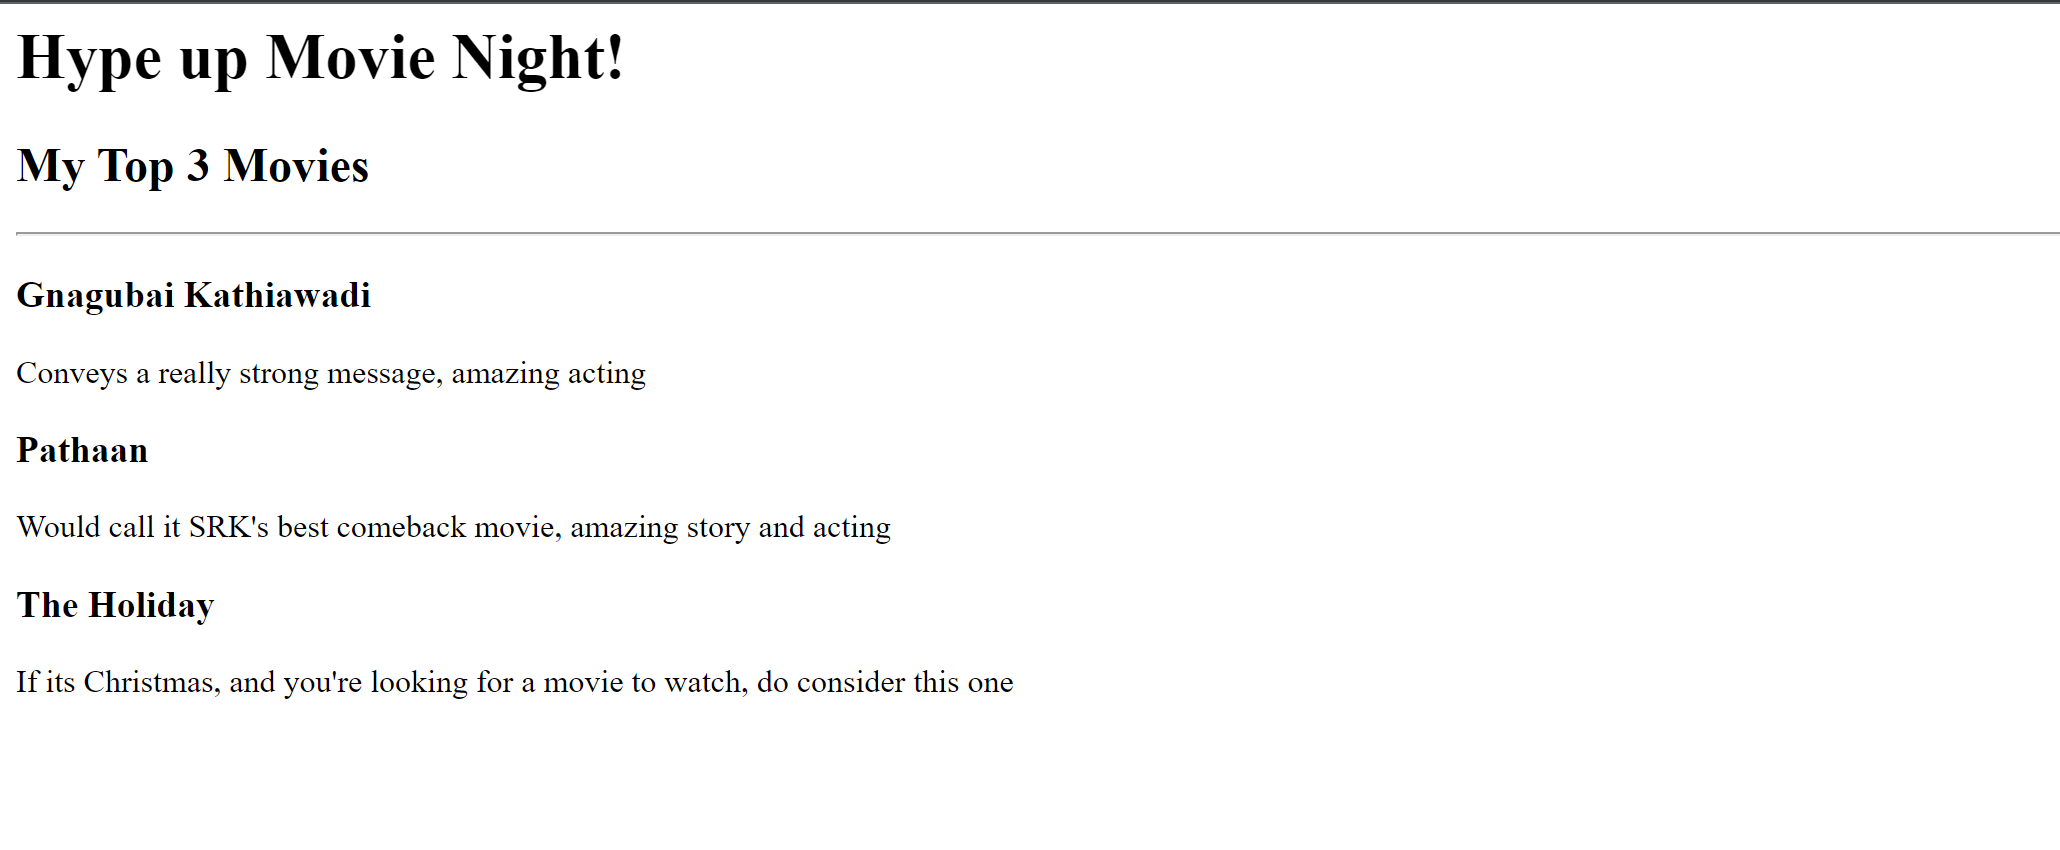 Hype up Movie Night!
My Top 3 Movies
Gnagubai Kathiawadi
Conveys a really strong message, amazing acting
Pathaan
Would call it SRK's best comeback movie, amazing story and acting
The Holiday
If its Christmas, and you're looking for a movie to watch, do consider this one